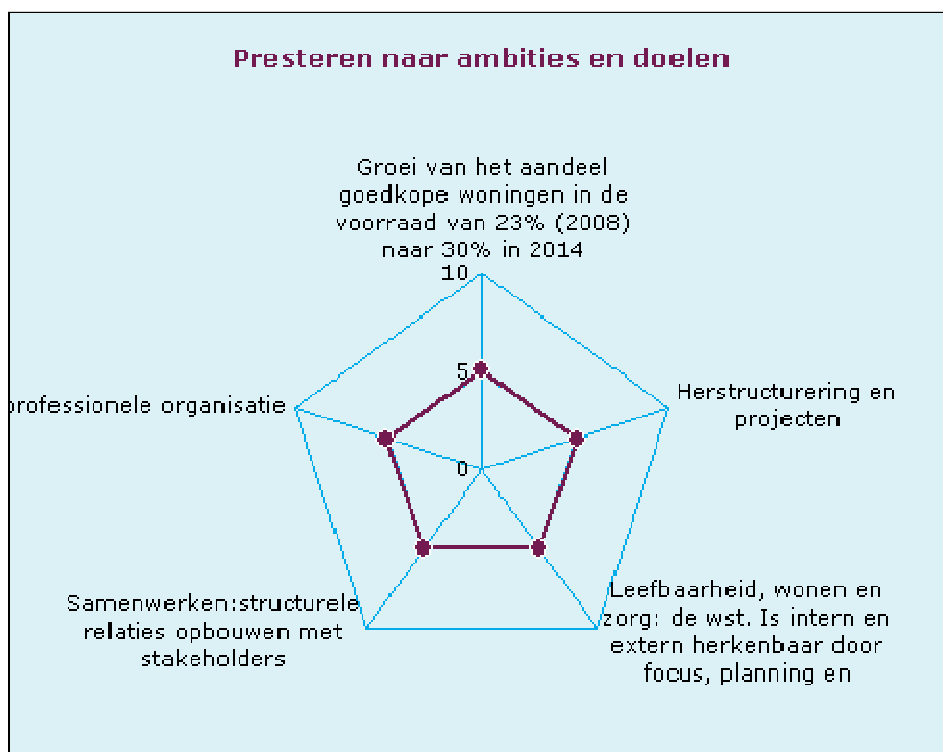 Presteren naar ambities en doelen
Groei van het aandeel
goedkope woningen in de
voorraad van 23% (2008)
naar 30% in 2014
10
5
0
Herstructurering en
projecten
Leefbaarheid, wonen en
zorg: de wst. Is intern en
extern herkenbaar door
focus, planning en
Samenwerken:structurele
relaties opbouwen met
stakeholders
professionele organisatie